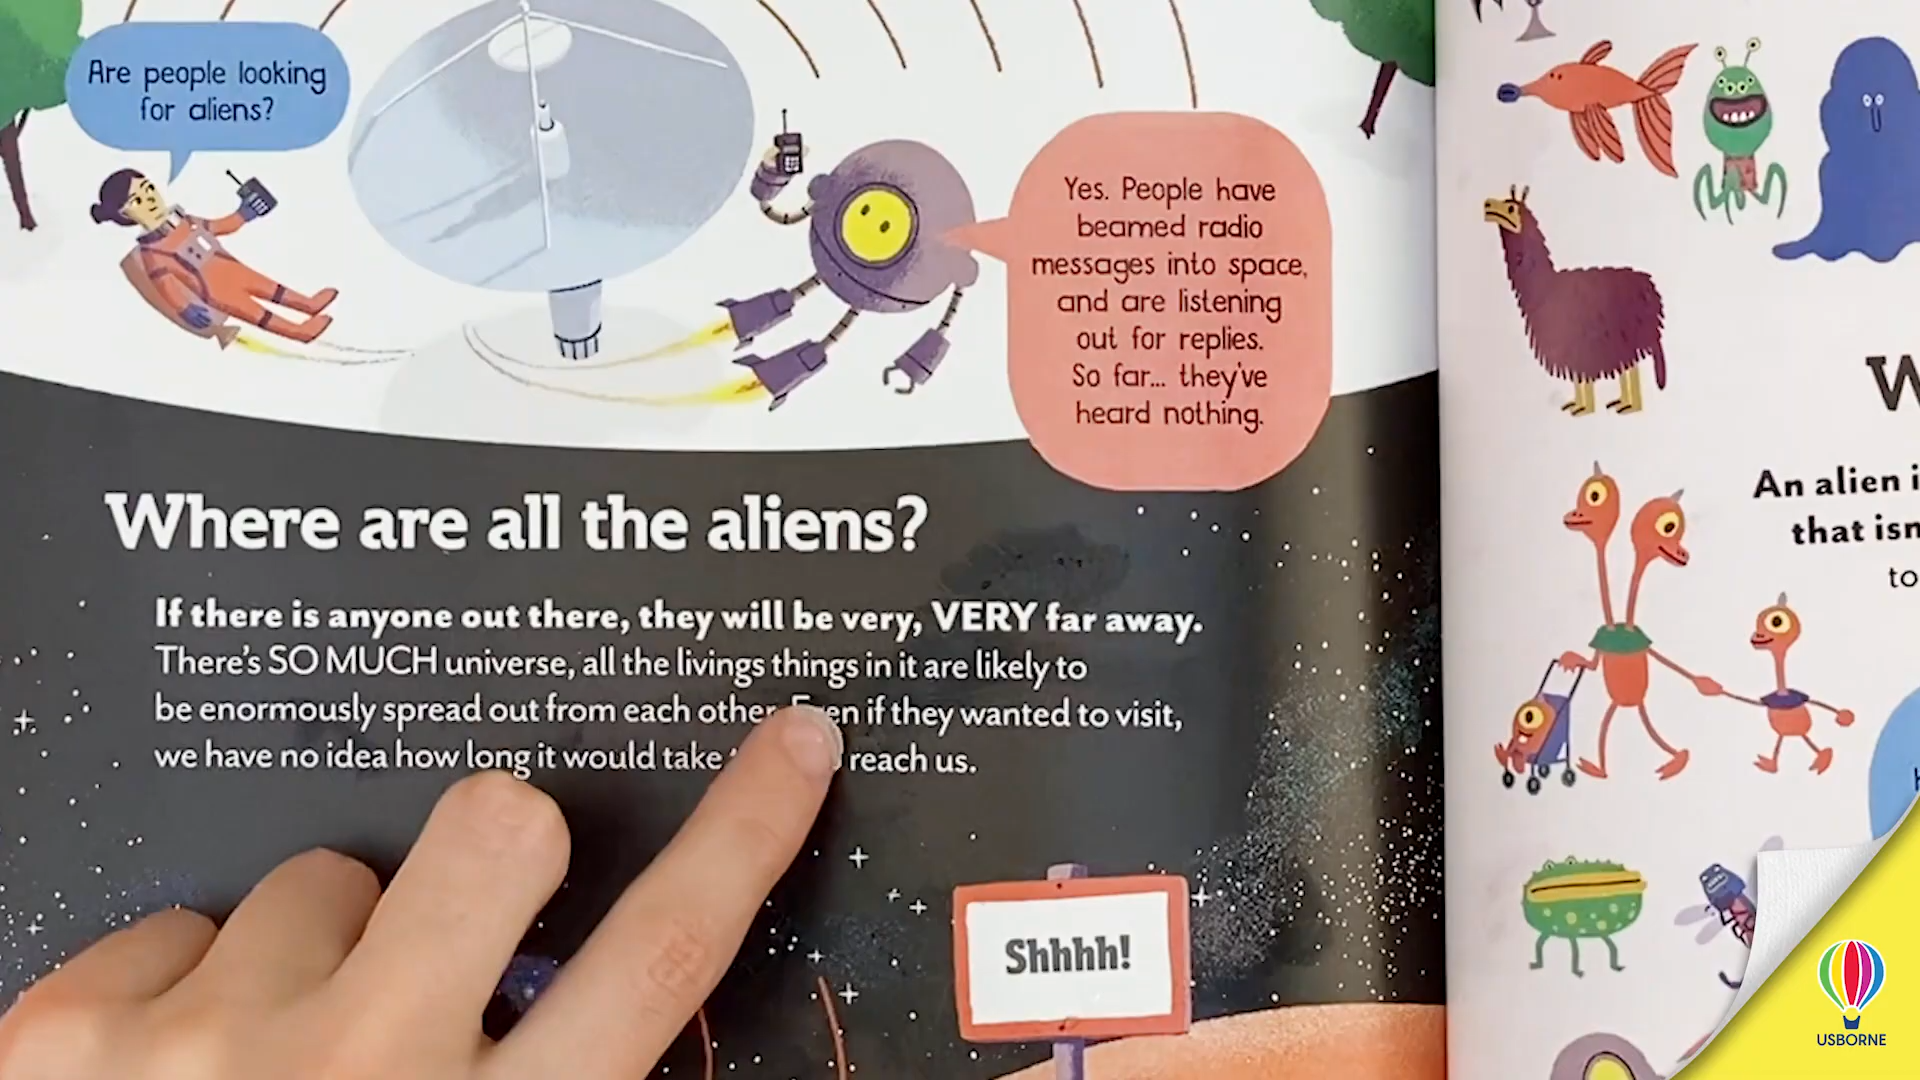 Are people looking
for aliens?
Yes. People have
beamed radio
messages into space,
and are listening
out for replies.
So far... they've
heard nothing.
Where are all the aliens?
If there is anyone out there, they will be very, VERY far away.
There's SO MUCH universe, all the livings things in it are likely to
be enormously spread out from each other. Even if they wanted to visit,
we have no idea how long it would take reach us.
Shhhh!
An alien
that
to
USBORNE